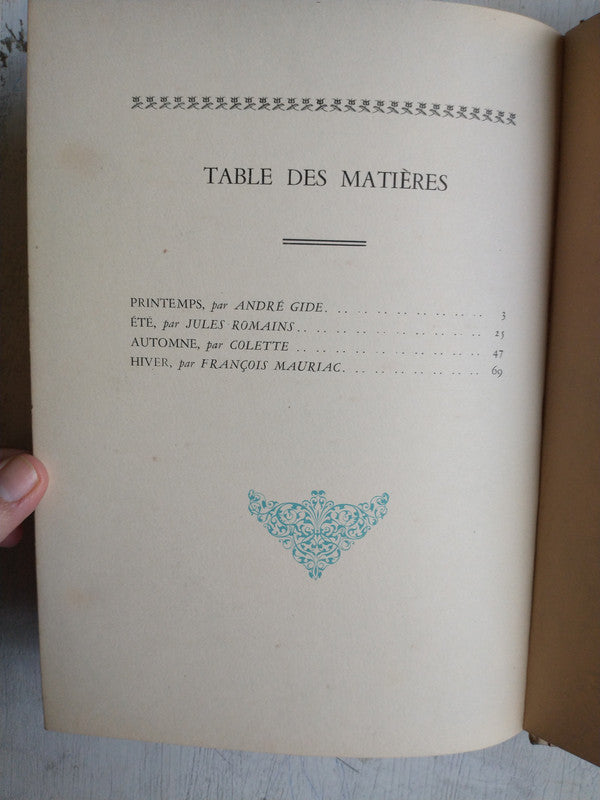 TABLE DES MATIÈRES
PRINTEMPS, par ANDRÉ GIDE. . . . . . . . . . . . . 3
ÉTÉ, par JULES ROMAINS. . . . . . . . . . . . . . 25
AUTOMNE, par COLETTE . . . . . . . . . . . . . . 47
HIVER, par FRANÇOIS MAURIAC. . . . . . . . . . . 69